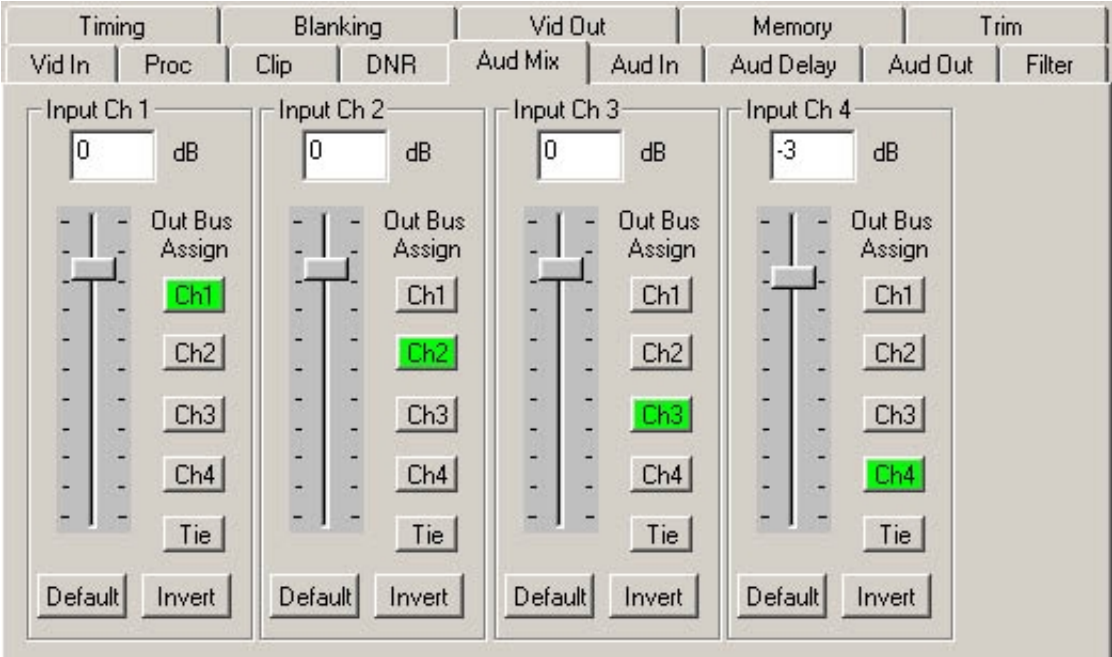 Timing Blanking Vid Out Memory Trim
Vid In Proc Clip DNR Aud Mix Aud In Aud Delay Aud Out Filter
Input Ch 1 Input Ch 2 Input Ch 3 Input Ch 4
0 dB 0 dB 0 dB -3 dB
Out Bus Out Bus Out Bus Out Bus
Assign Assign Assign Assign
Ch1 Ch1 Ch1 Ch1
Ch2 Ch2 Ch2 Ch2
Ch3 Ch3 Ch3 Ch3
Ch4 Ch4 Ch4 Ch4
Tie Tie Tie Tie
Default Invert Default Invert Default Invert Default Invert